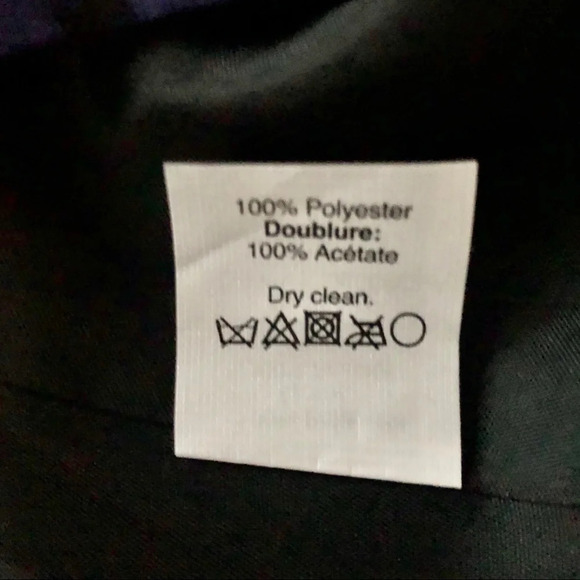 100% Polyester
Doublure:
100% Acétate
Dry clean.